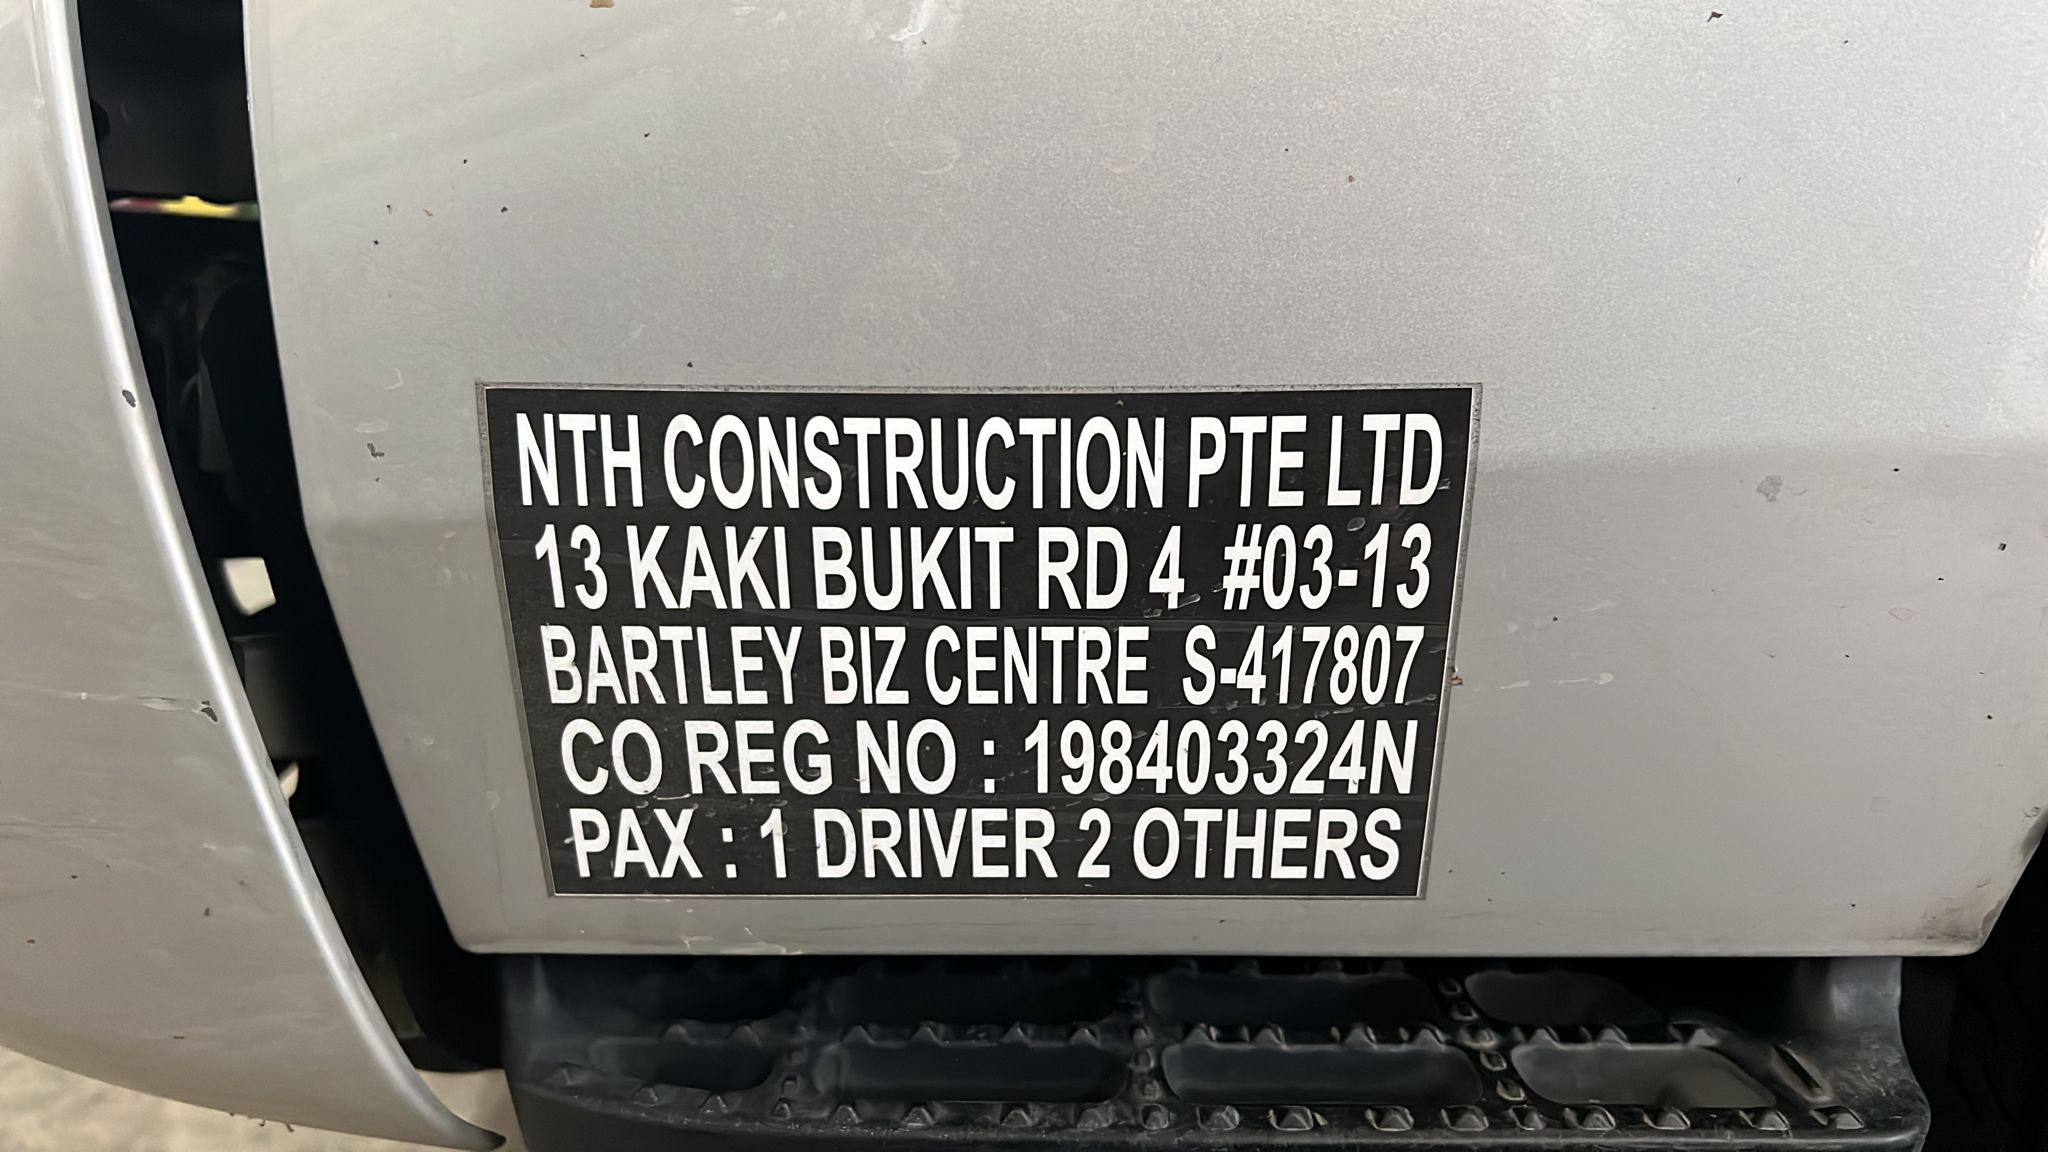 NTH CONSTRUCTION PTE LTD
13 KAKI BUKIT RD 4 #03-13
BARTLEY BIZ CENTRE S-417807
CO REG NO : 198403324N
PAX : 1 DRIVER 2 OTHERS